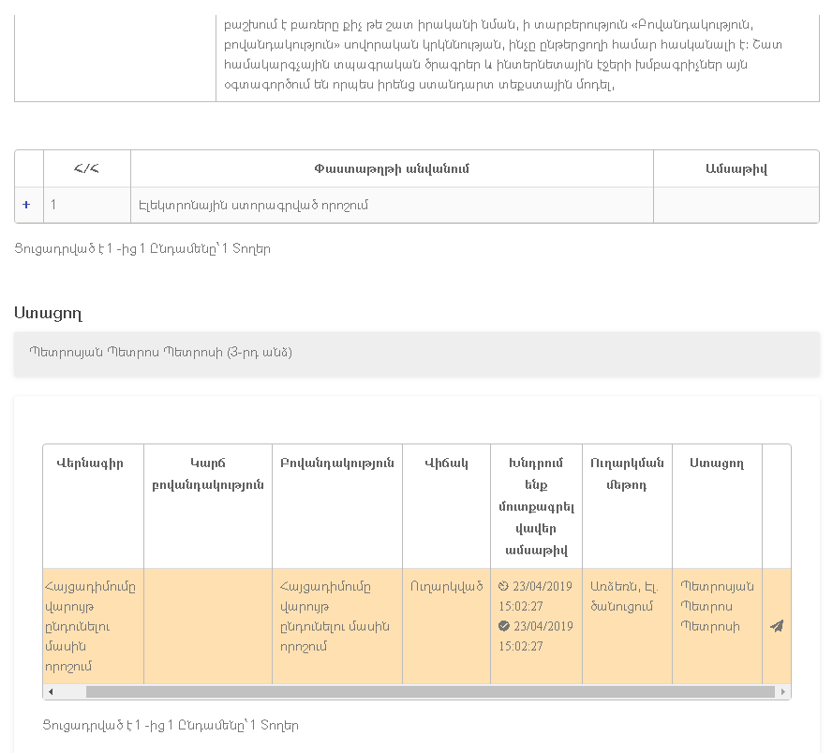 բաշխում է բառերը քիչ թե շատ իրականի նման, ի տարբերություն «Բովանդակություն,
բովանդակություն» սովորական կրկննության, ինչը ընթերցողի համար հասկանալի է: Շատ
համակարգչային տպագրական ծրագրեր և ինտերնետային էջերի խմբագրիչներ այն
օգտագործում են որպես իրենց ստանդարտ տեքստային մոդել,
Հ/Հ Փաստաթղթի անվանում Ամսաթիվ
+ 1 Էլեկտրոնային ստորագրված որոշում
Ցուցադրված է 1 -ից 1 Ընդամենը՝ 1 Տողեր
Ստացող
Պետրոսյան Պետրոս Պետրոսի (3-րդ անձ)
Վերնագիր Կարճ Բովանդակություն Վիճակ Խնդրում Ուղարկման Ստացող
բովանդակություն ենք մեթոդ
մուտքագրել
վավեր
ամսաթիվ
Հայցադիմումը Հայցադիմումը Ուղարկված 23/04/2019 Առձեռն, Էլ. Պետրոսյան
վարույթ վարույթ 15:02:27 ծանուցում Պետրոս
ընդունելու ընդունելու մասին 23/04/2019 Պետրոսի
մասին որոշում 15:02:27
որոշում
Ցուցադրված է 1 -ից 1 Ընդամենը՝ 1 Տողեր